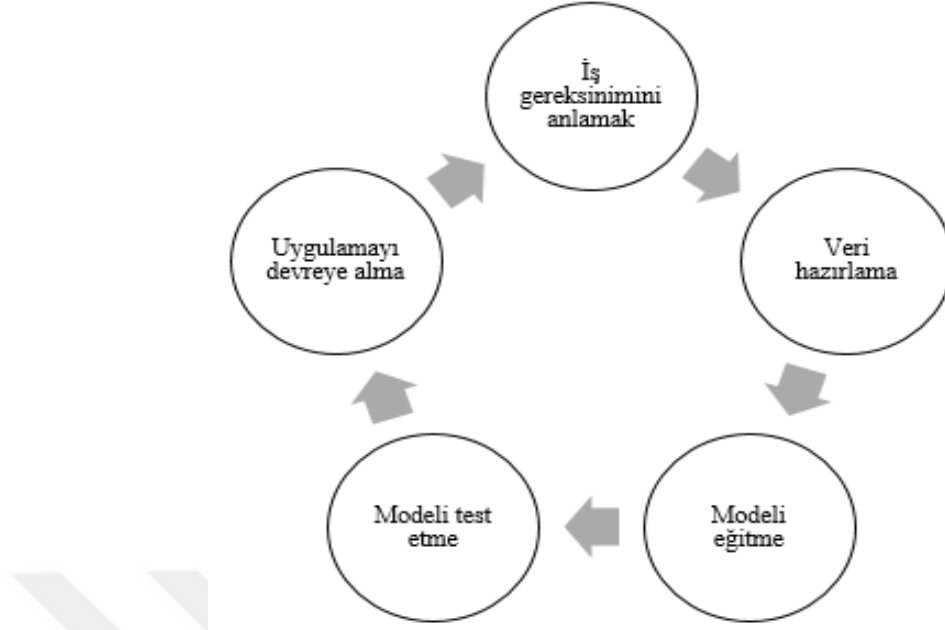 İş
gereksinimini
anlamak
Veri
hazırlama
Modeli
eğitme
Modeli test
etme
Uygulamayı
devreye alma